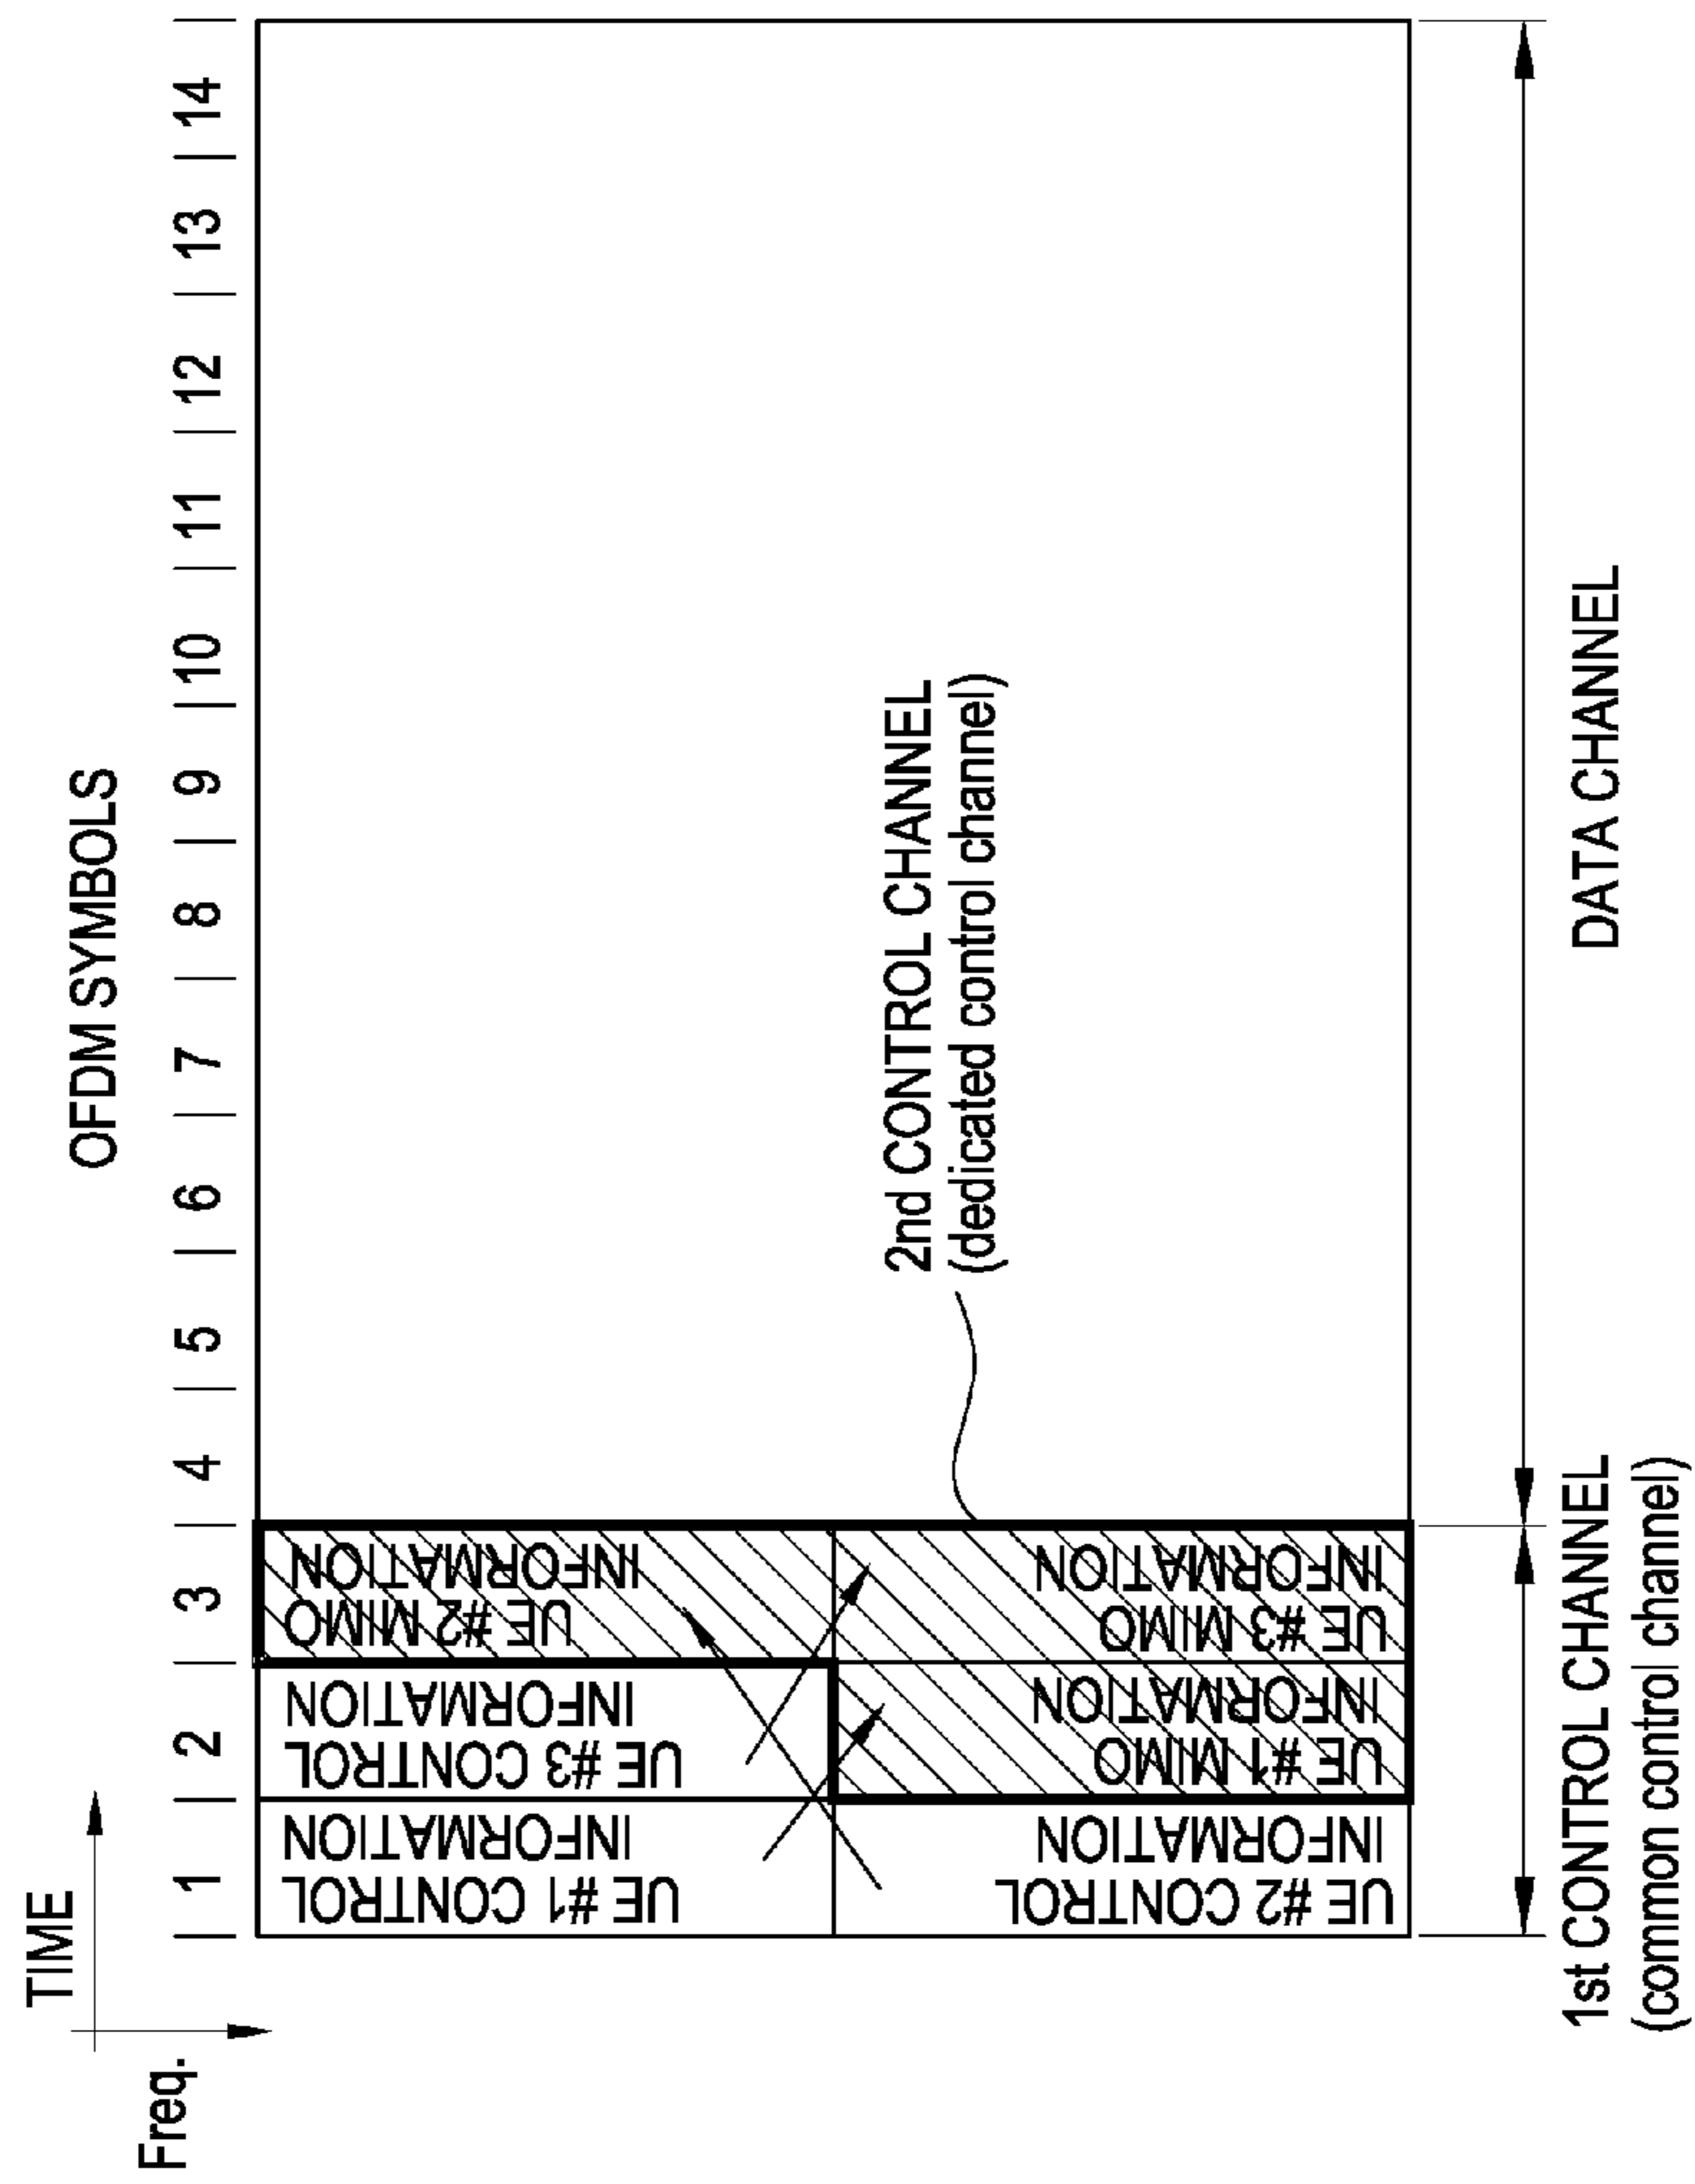 OFDM SYMBOLS
TIME
Freq.
1 2 3 4 5 6 7 8 9 10 11 12 13 14
UE #1 CONTROL
INFORMATION
UE #3 CONTROL
INFORMATION
UE #2 MIMO
INFORMATION
UE #2 CONTROL
INFORMATION
UE #1 MIMO
INFORMATION
UE #3 MIMO
INFORMATION
2nd CONTROL CHANNEL
(dedicated control channel)
1st CONTROL CHANNEL
(common control channel)
DATA CHANNEL